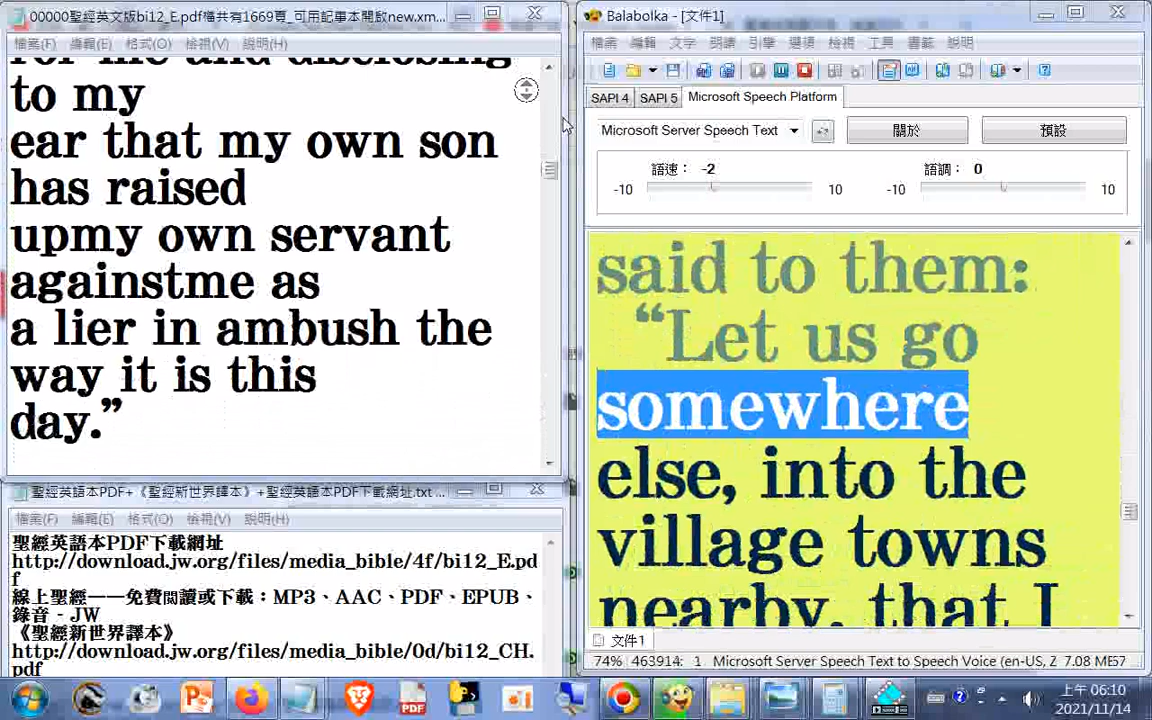 00000聖經英文版bi12_E.pdf檔共有1669頁_可用記事本開啟new.xm...
檔案(F) 編輯(E) 格式(O) 檢視(V) 說明(H)
for me and disclosing
to my
ear that my own son
has raised
upmy own servant
againstme as
a lier in ambush the
way it is this
day.”
聖經英語本PDF+《聖經新世界譯本》+聖經英語本PDF下載網址.txt ...
檔案(F) 編輯(E) 格式(O) 檢視(V) 說明(H)
聖經英語本PDF下載網址
http://download.jw.org/files/media_bible/4f/bi12_E.pd
f
線上聖經——免費閱讀或下載：MP3、AAC、PDF、EPUB、
錄音 - JW
《聖經新世界譯本》
http://download.jw.org/files/media_bible/0d/bi12_CH.
pdf
Balabolka - [文件1]
檔案 編輯 文字 朗讀 引擎 選項 檢視 工具 書籤 說明
SAPI 4 SAPI 5 Microsoft Speech Platform
Microsoft Server Speech Text 關於 預設
語速： -2 語調： 0
-10 10 -10 10
said to them:
“Let us go
somewhere
else, into the
village towns
nearby, that I
文件1
74% 463914: 1 Microsoft Server Speech Text to Speech Voice (en-US, Z 7.08 ME57
上午 06:10
2021/11/14